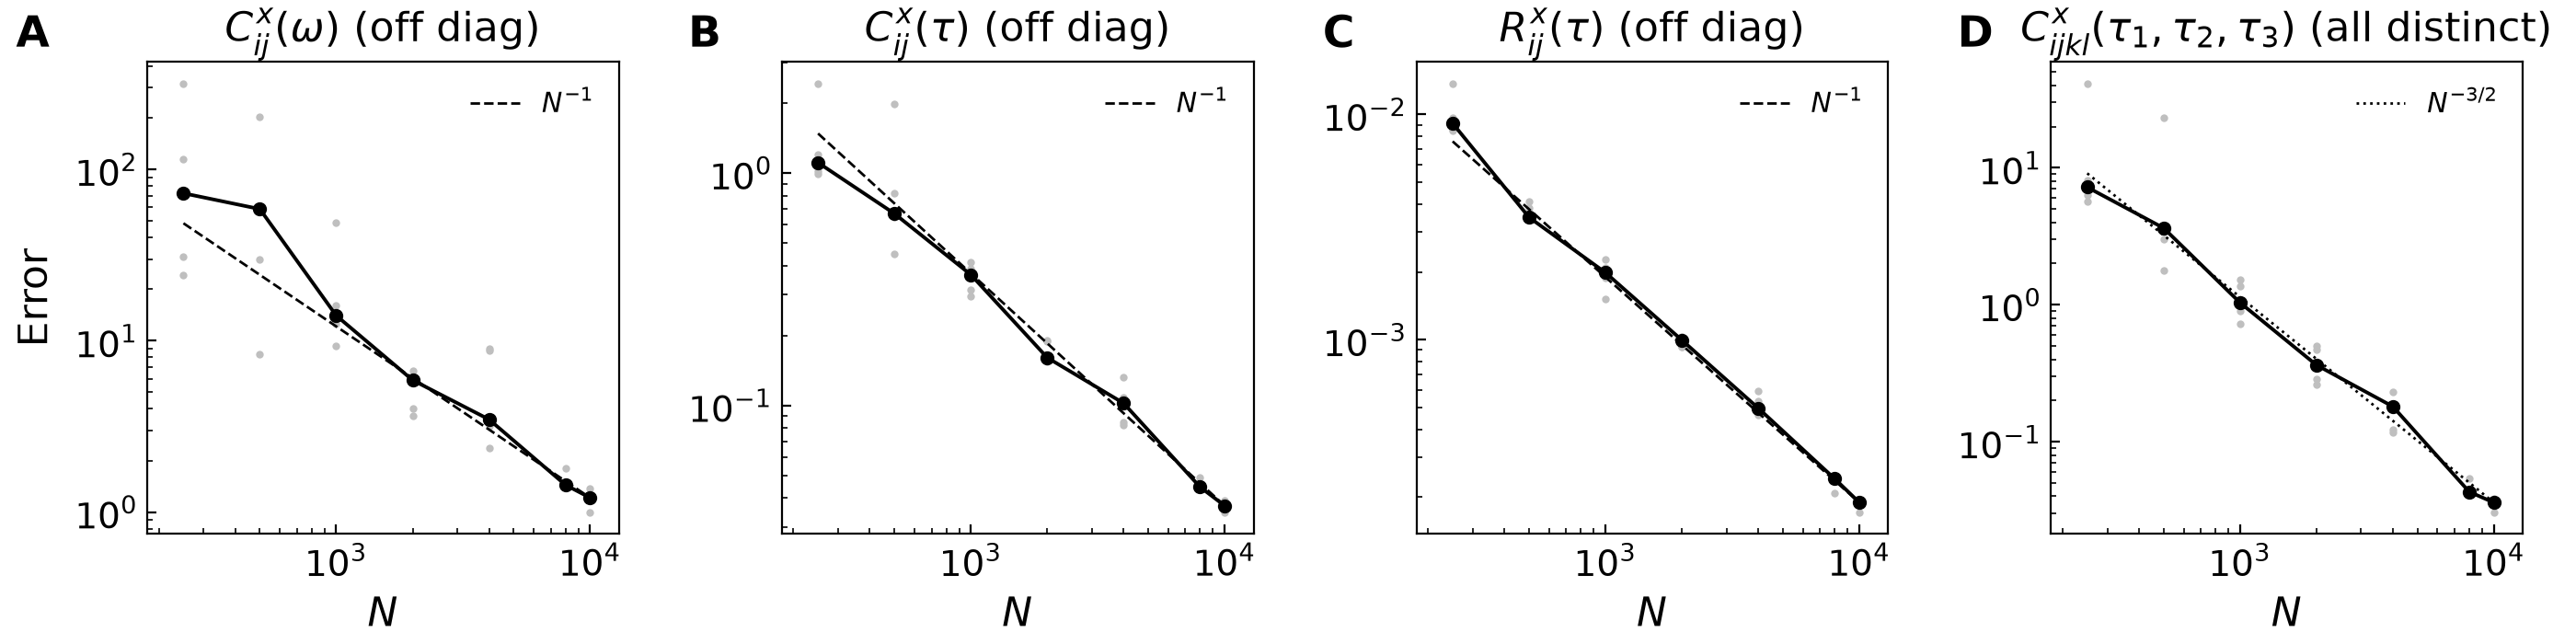 A
C^x_{ij}(ω) (off diag)
N^{-1}
10^2
10^1
10^0
Error
10^3
10^4
N
B
C^x_{ij}(τ) (off diag)
N^{-1}
10^0
10^{-1}
10^3
10^4
N
C
R^x_{ij}(τ) (off diag)
N^{-1}
10^{-2}
10^{-3}
10^3
10^4
N
D
C^x_{ijkl}(τ_1, τ_2, τ_3) (all distinct)
N^{-3/2}
10^1
10^0
10^{-1}
10^3
10^4
N